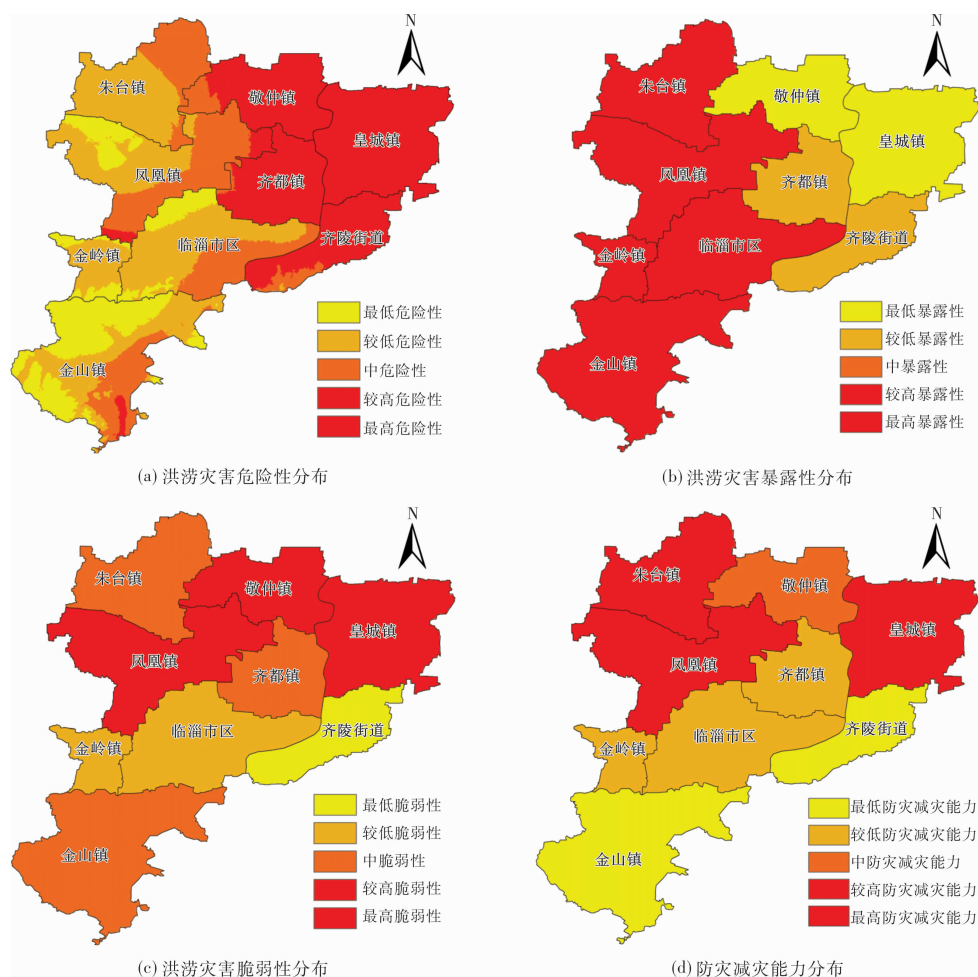 N
朱台镇
敬仲镇
皇城镇
凤凰镇
齐都镇
临淄市区
齐陵街道
金岭镇
金山镇
最低危险性
较低危险性
中危险性
较高危险性
最高危险性
(a) 洪涝灾害危险性分布
N
朱台镇
敬仲镇
皇城镇
凤凰镇
齐都镇
临淄市区
齐陵街道
金岭镇
金山镇
最低暴露性
较低暴露性
中暴露性
较高暴露性
最高暴露性
(b) 洪涝灾害暴露性分布
N
朱台镇
敬仲镇
皇城镇
凤凰镇
齐都镇
临淄市区
齐陵街道
金岭镇
金山镇
最低脆弱性
较低脆弱性
中脆弱性
较高脆弱性
最高脆弱性
(c) 洪涝灾害脆弱性分布
N
朱台镇
敬仲镇
皇城镇
凤凰镇
齐都镇
临淄市区
齐陵街道
金岭镇
金山镇
最低防灾减灾能力
较低防灾减灾能力
中防灾减灾能力
较高防灾减灾能力
最高防灾减灾能力
(d) 防灾减灾能力分布